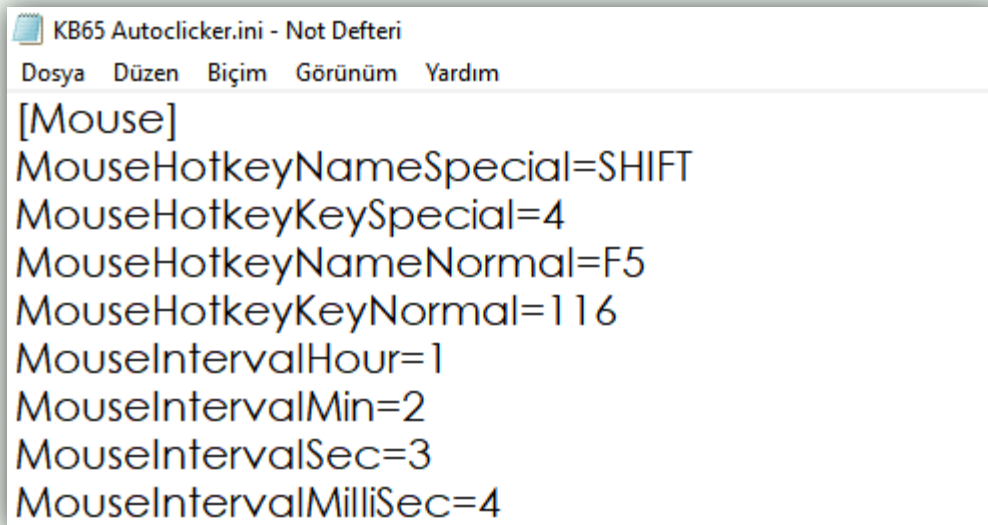 KB65 Autoclicker.ini - Not Defteri
Dosya Düzen Biçim Görünüm Yardım
[Mouse]
MouseHotkeyNameSpecial=SHIFT
MouseHotkeyKeySpecial=4
MouseHotkeyNameNormal=F5
MouseHotkeyKeyNormal=116
MouseIntervalHour=1
MouseIntervalMin=2
MouseIntervalSec=3
MouseIntervalMilliSec=4